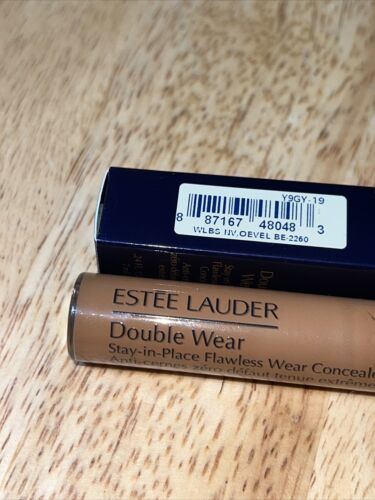 Y9GY-19
8 87167 48048 3
WLBS NV.OEVEL BE-2260
ESTEE LAUDER
Double Wear
Stay-in-Place Flawless Wear Conceale
Anti-cernes zéro défaut tenue extrême